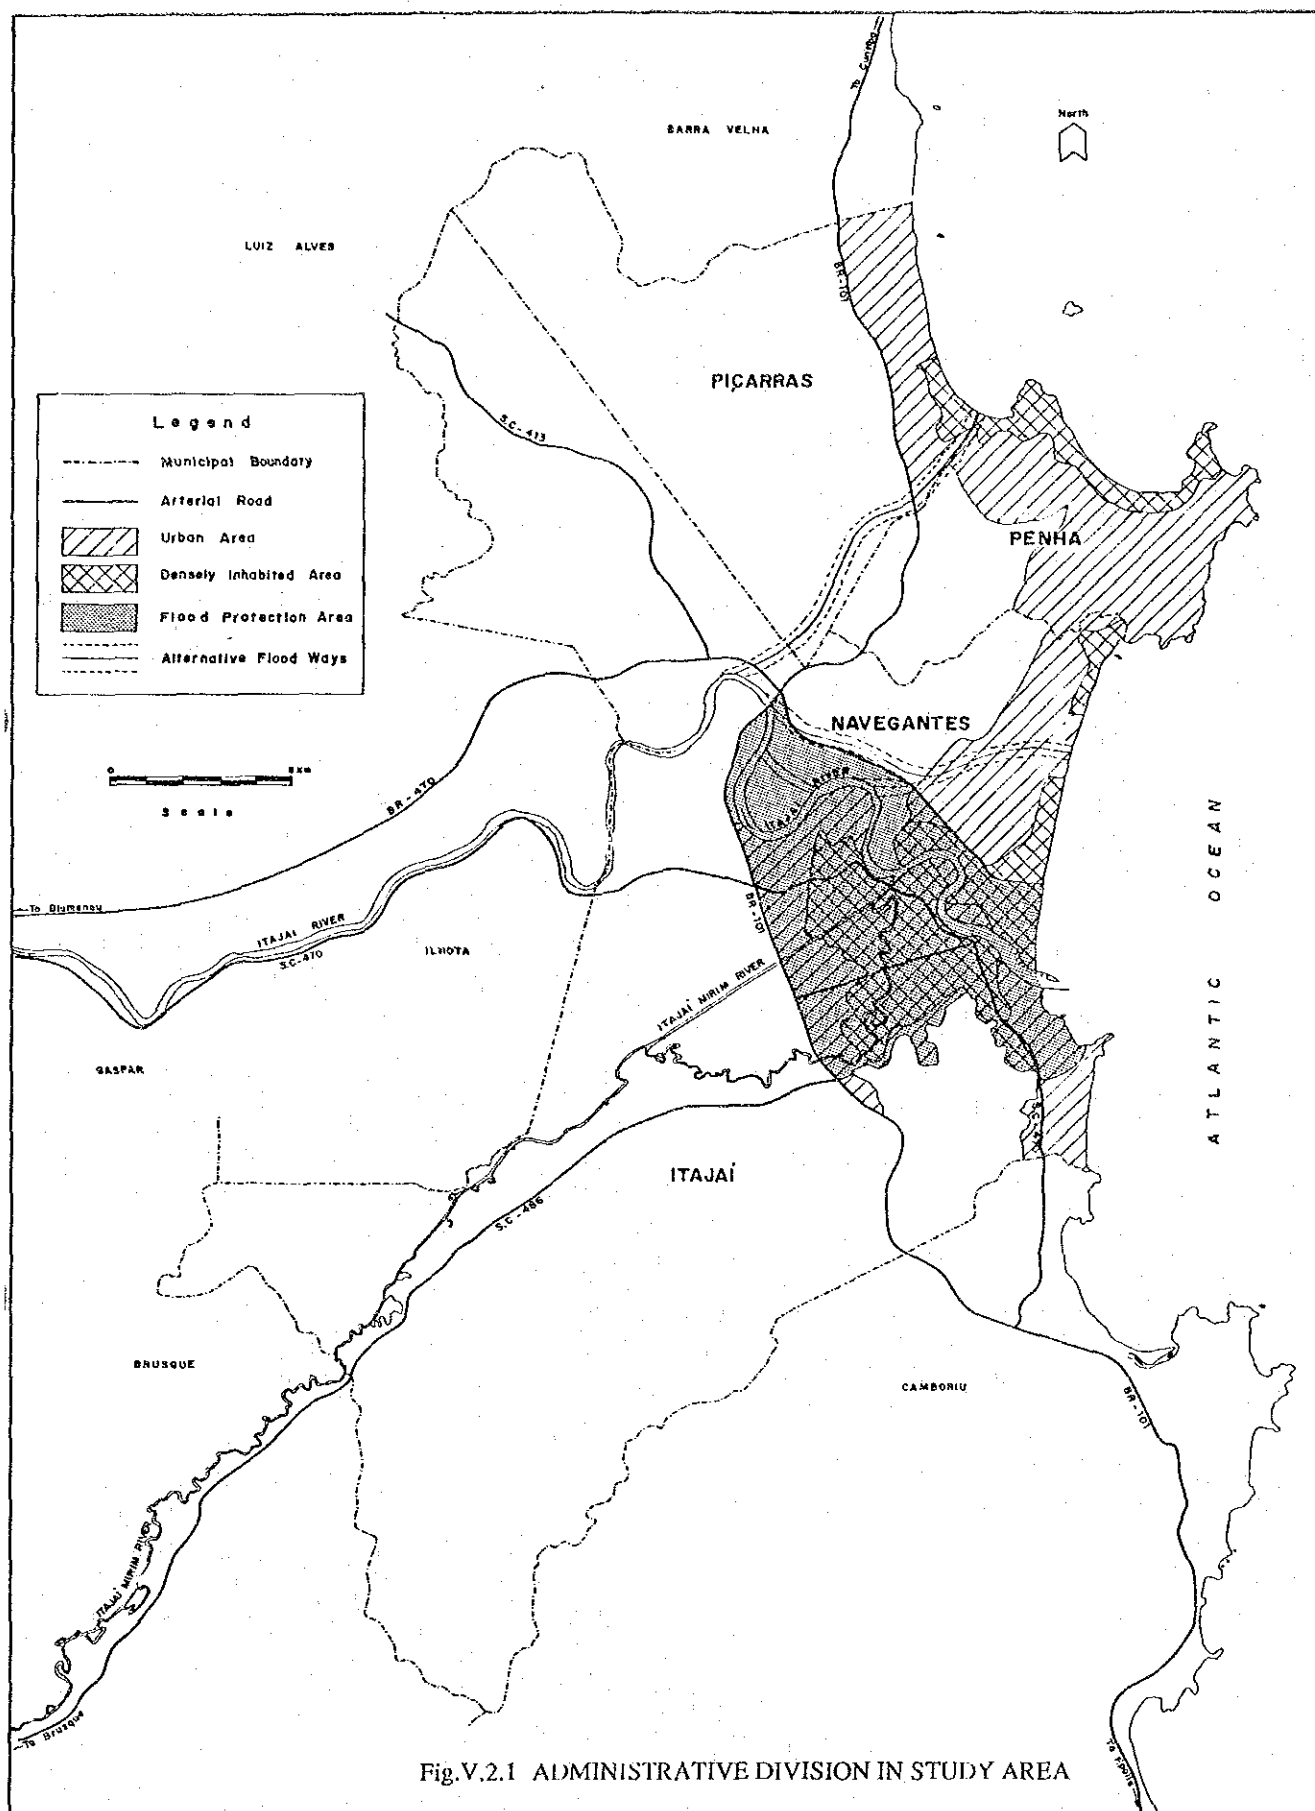 To Curitiba
BARRA VELHA
North
LUIZ ALVES
BR-101
PIÇARRAS
Legend
Municipal Boundary
Arterial Road
Urban Area
Densely Inhabited Area
Flood Protection Area
Alternative Flood Ways
S.C-413
PENHA
NAVEGANTES
0 5 Km
Scale
BR-470
ITAJAÍ RIVER
To Blumenau
ITAJAÍ RIVER
S.C-470
ILHOTA
BR-101
ATLANTIC OCEAN
ITAJAÍ MIRIM RIVER
GASPAR
ITAJAÍ
S.C-486
BRUSQUE
CAMBORIU
BR-101
ITAJAÍ MIRIM RIVER
To Brusque
To Fpolis
Fig.V.2.1 ADMINISTRATIVE DIVISION IN STUDY AREA